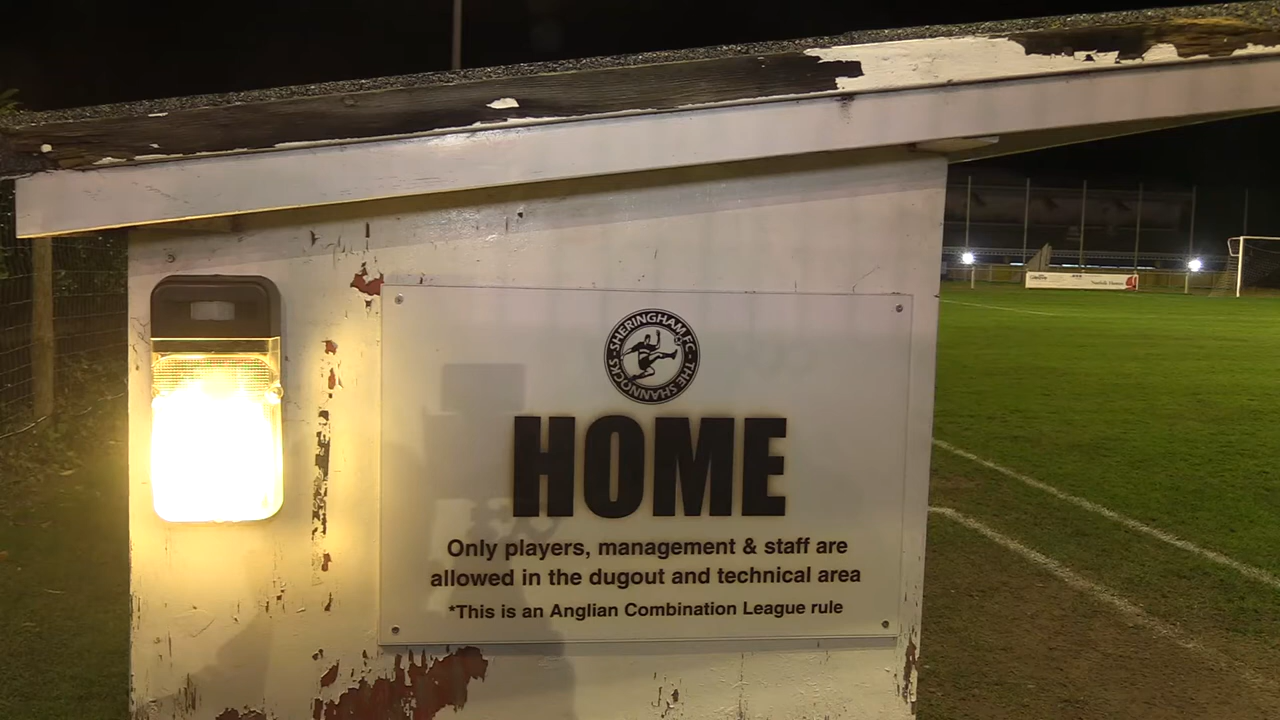 SHERINGHAM FC · THE SHANNOCKS ·
HOME
Only players, management & staff are
allowed in the dugout and technical area
*This is an Anglian Combination League rule